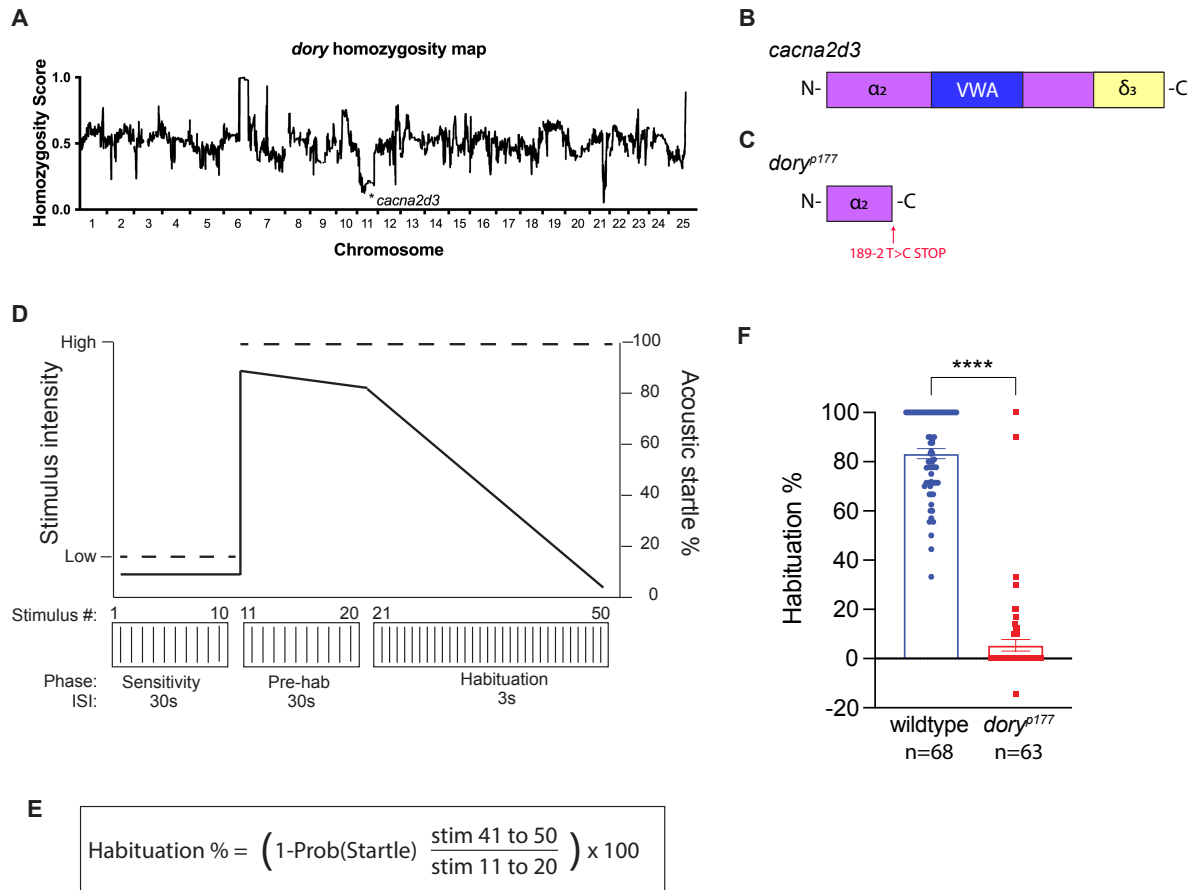 A
dory homozygosity map
Homozygosity Score
1.0
0.5
0.0
* cacna2d3
1 2 3 4 5 6 7 8 9 10 11 12 13 14 15 16 17 18 19 20 21 22 23 24 25
Chromosome
B
cacna2d3
N- α₂ VWA δ₃ -C
C
dory^p177
N- α₂ -C
189-2 T>C STOP
D
Stimulus intensity
High
Low
100
80
60
40
20
0
Acoustic startle %
Stimulus #: 1 10 11 20 21 50
Phase: Sensitivity Pre-hab Habituation
ISI: 30s 30s 3s
E
Habituation % = (1-Prob(Startle) stim 41 to 50 / stim 11 to 20) x 100
F
****
Habituation %
100
80
60
40
20
0
-20
wildtype dory^p177
n=68 n=63